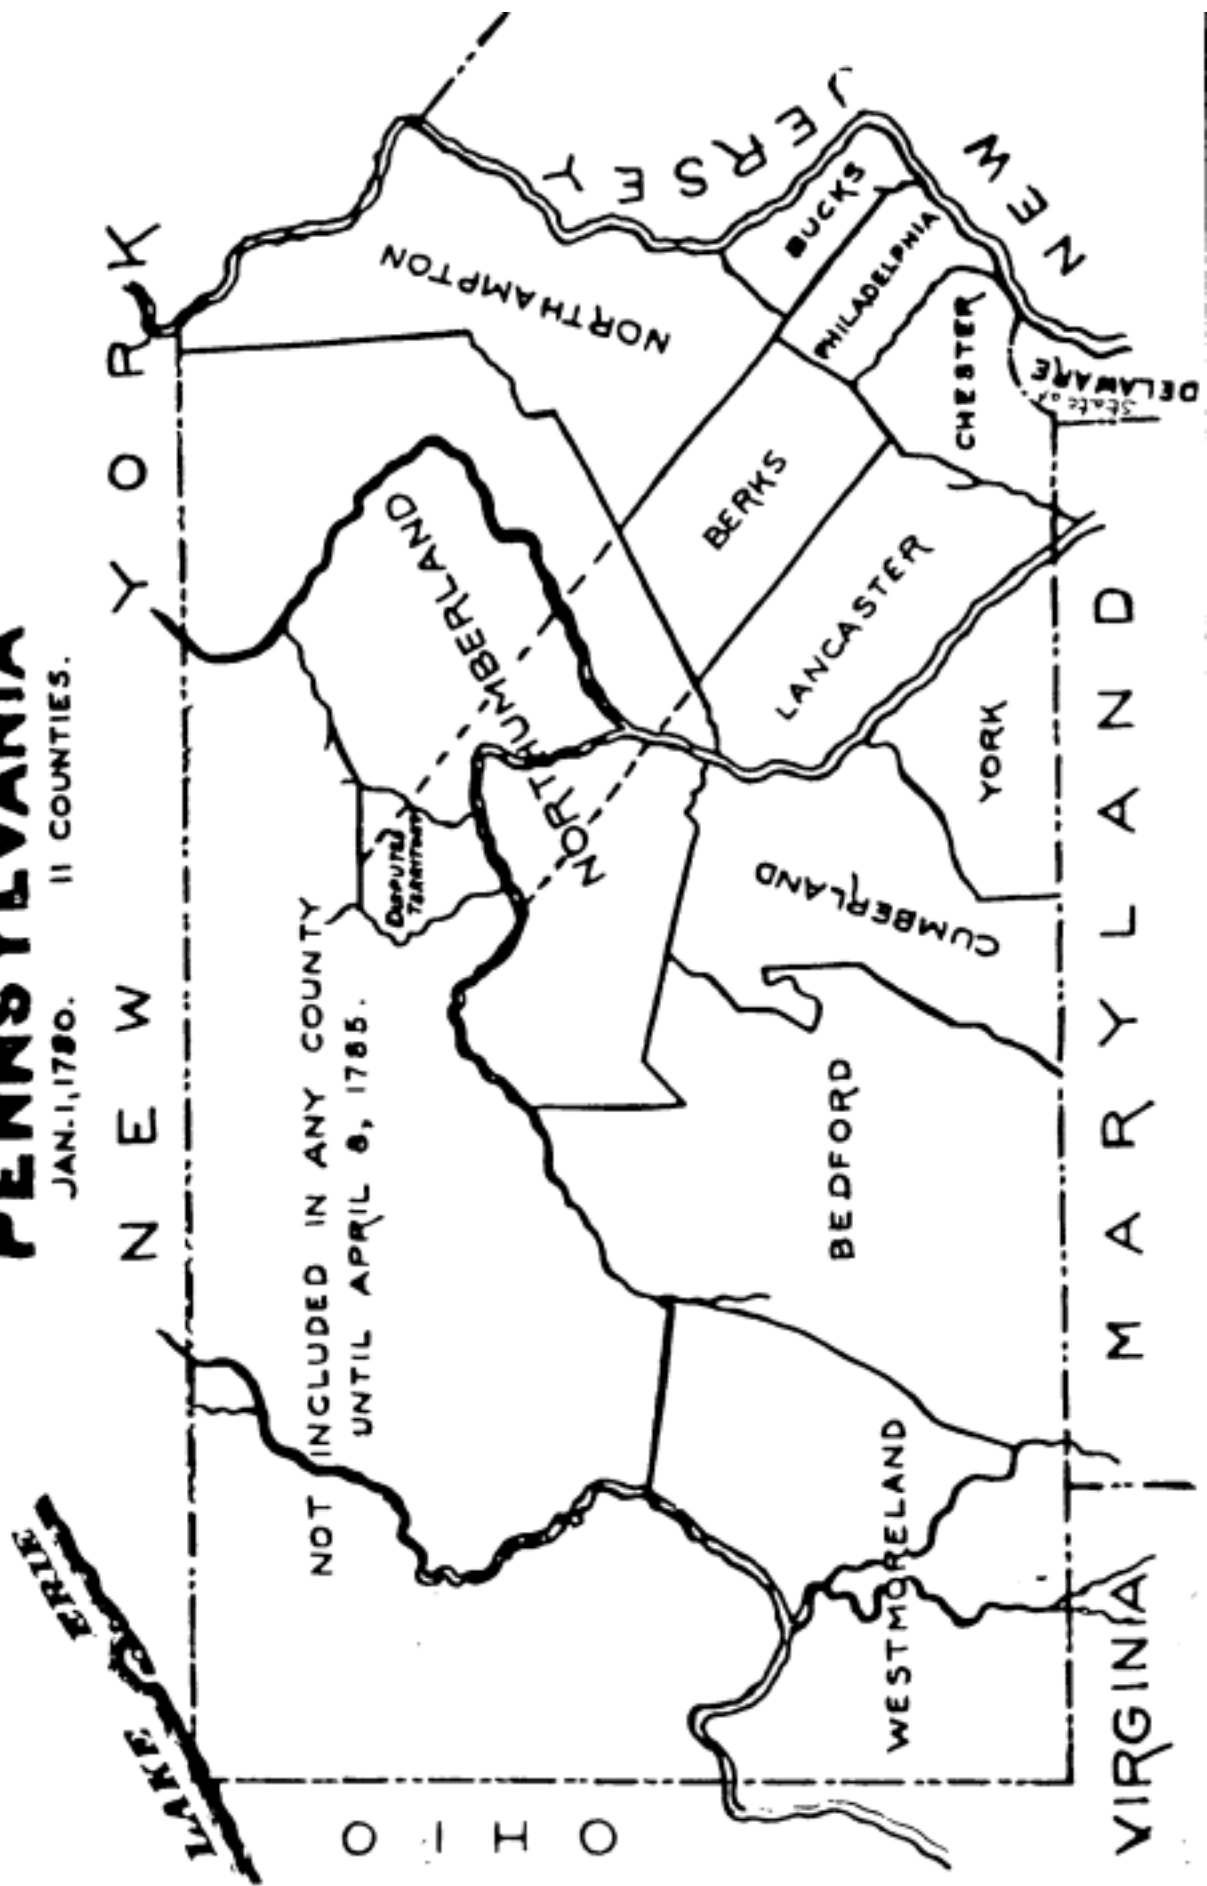 PENNSYLVANIA
JAN. 1, 1780. 11 COUNTIES.
LAKE ERIE
NEW YORK
NOT INCLUDED IN ANY COUNTY
UNTIL APRIL 8, 1785.
DISPUTED
TERRITORY
NORTHUMBERLAND
NORTHAMPTON
NEW JERSEY
BUCKS
PHILADELPHIA
BERKS
CHESTER
LANCASTER
YORK
CUMBERLAND
BEDFORD
WESTMORELAND
OHIO
State of
DELAWARE
MARYLAND
VIRGINIA